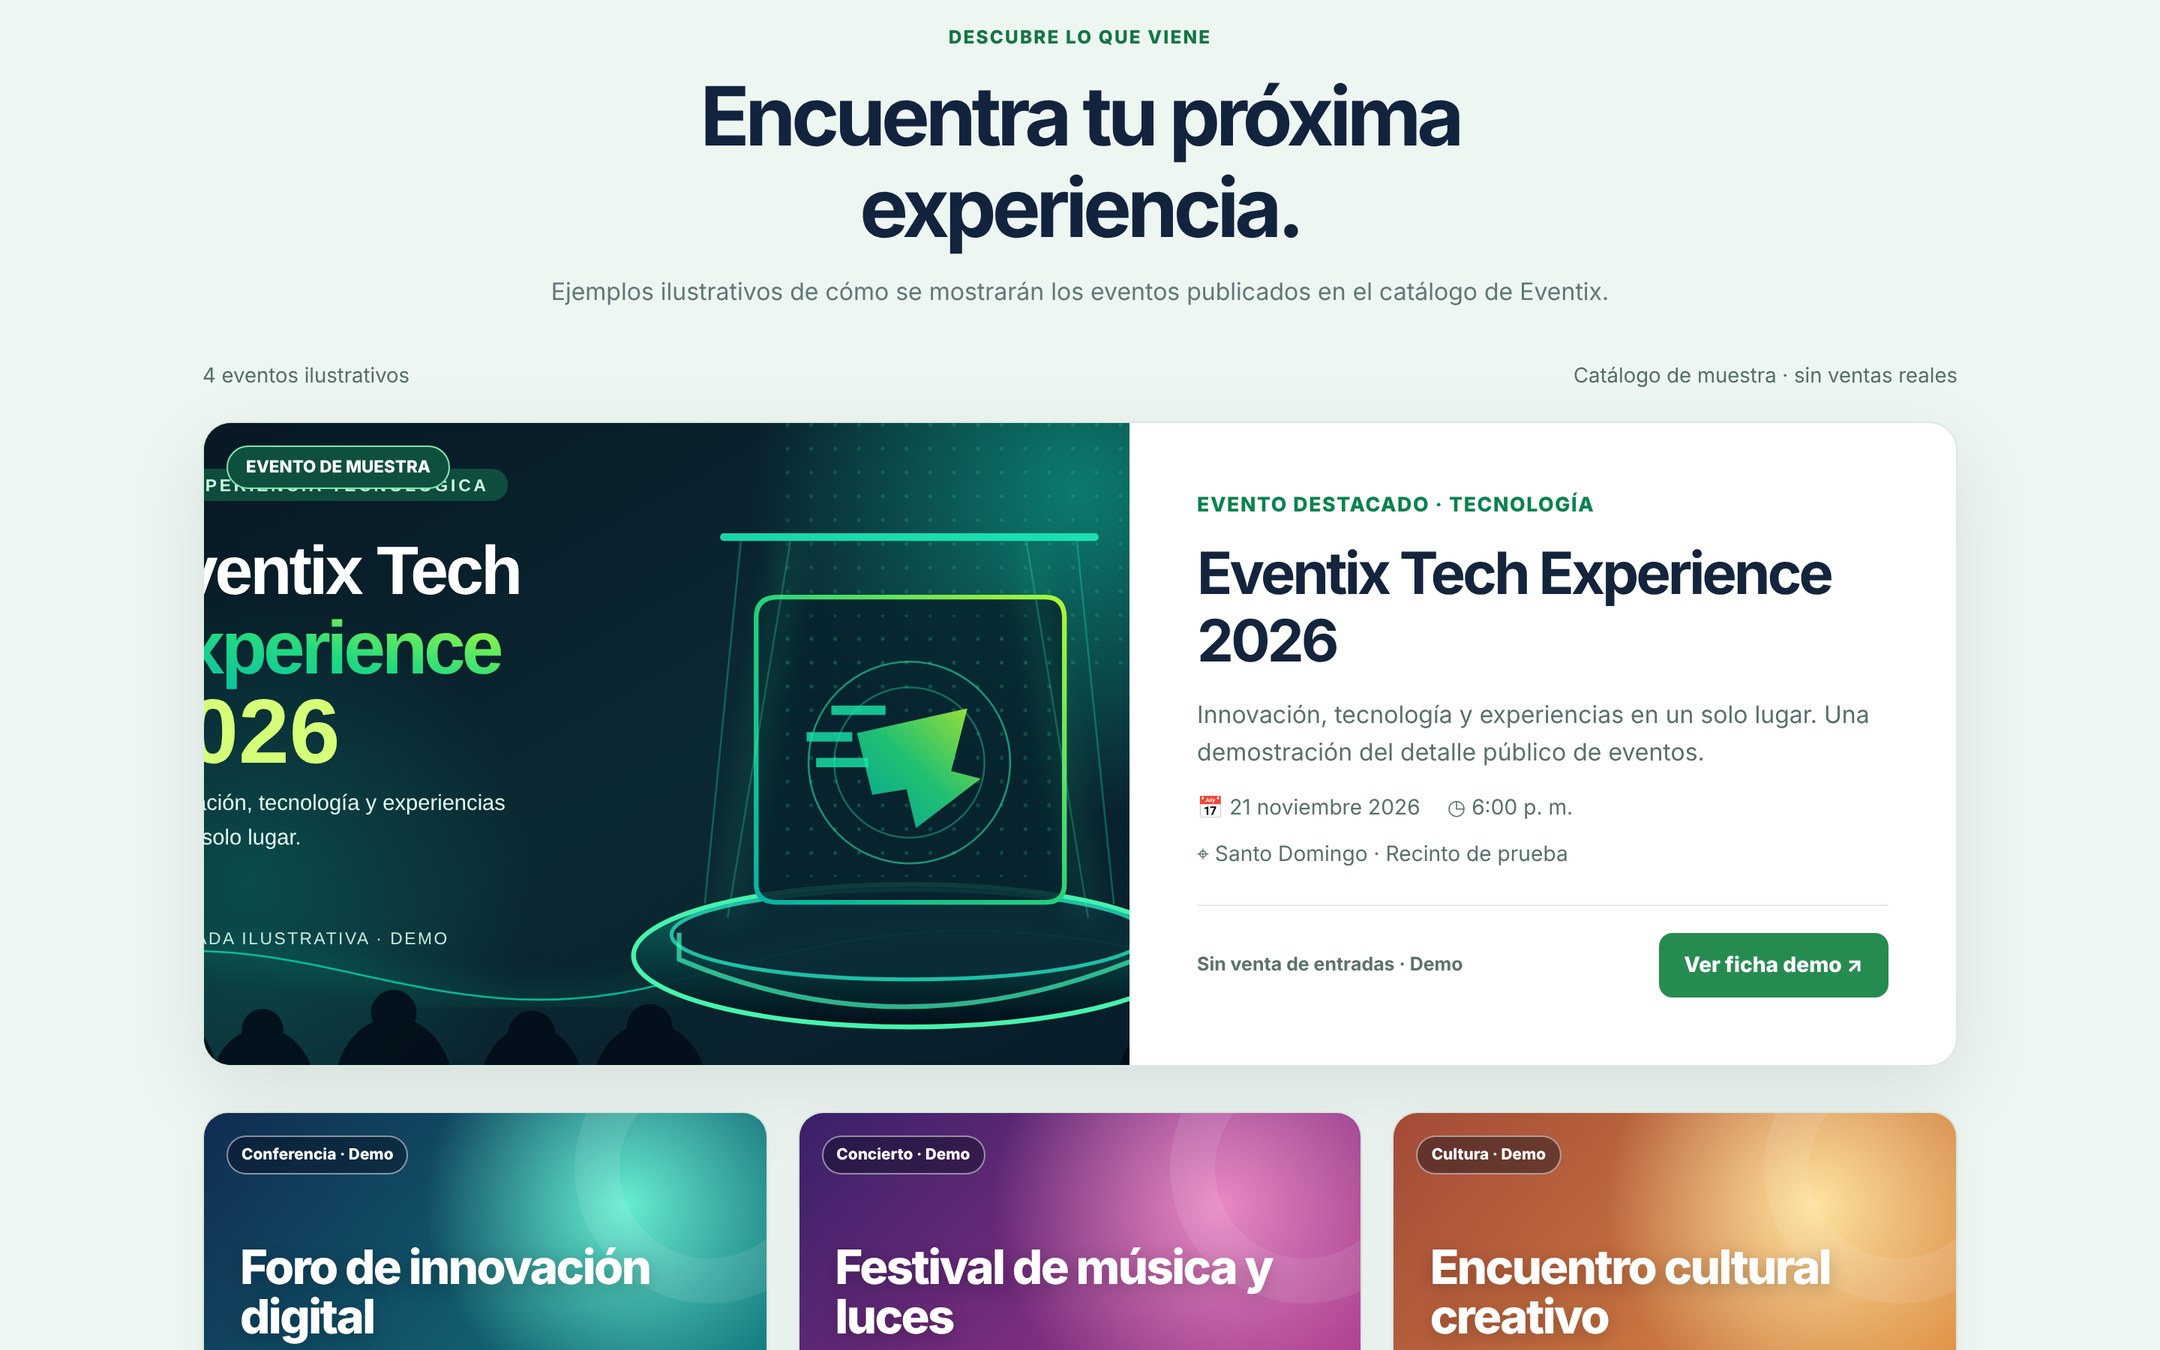 DESCUBRE LO QUE VIENE
Encuentra tu próxima
experiencia.
Ejemplos ilustrativos de cómo se mostrarán los eventos publicados en el catálogo de Eventix.
4 eventos ilustrativos
Catálogo de muestra · sin ventas reales
EVENTO DE MUESTRA
ventix Tech
xperience
026
ación, tecnología y experiencias
solo lugar.
ADA ILUSTRATIVA · DEMO
EVENTO DESTACADO · TECNOLOGÍA
Eventix Tech Experience
2026
Innovación, tecnología y experiencias en un solo lugar. Una
demostración del detalle público de eventos.
21 noviembre 2026 6:00 p. m.
Santo Domingo · Recinto de prueba
Sin venta de entradas · Demo
Ver ficha demo ↗
Conferencia · Demo
Foro de innovación
digital
Concierto · Demo
Festival de música y
luces
Cultura · Demo
Encuentro cultural
creativo